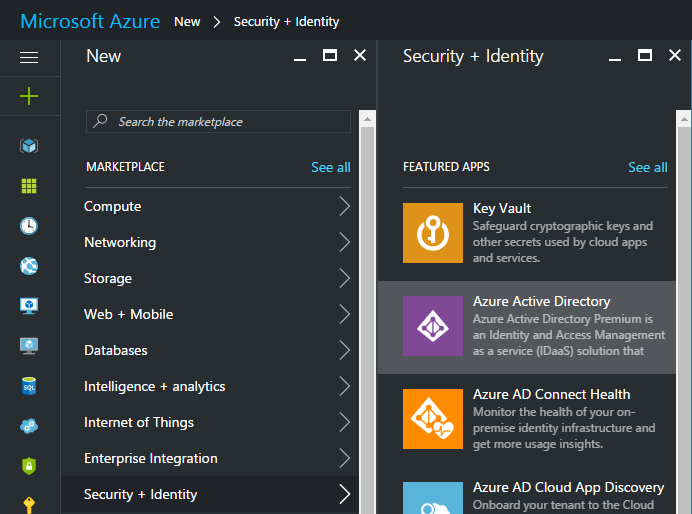 Microsoft Azure New > Security + Identity
New
Search the marketplace
MARKETPLACE See all
Compute
Networking
Storage
Web + Mobile
Databases
Intelligence + analytics
Internet of Things
Enterprise Integration
Security + Identity
Security + Identity
FEATURED APPS See all
Key Vault
Safeguard cryptographic keys and
other secrets used by cloud apps
and services.
Azure Active Directory
Azure Active Directory Premium is
an Identity and Access Management
as a service (IDaaS) solution that
Azure AD Connect Health
Monitor the health of your on-
premise identity infrastructure and
get more usage insights.
Azure AD Cloud App Discovery
Onboard your tenant to the Cloud
SQL